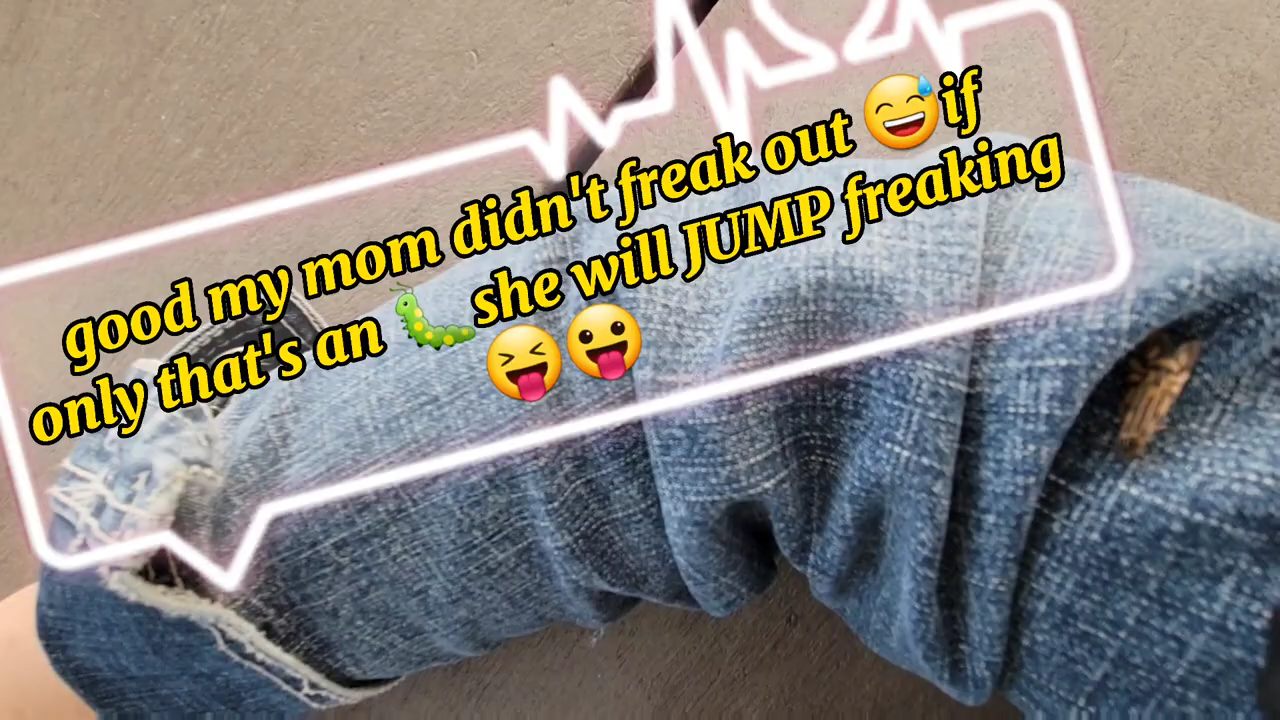 good my mom didn't freak out 😅if
only that's an 🐛she will JUMP freaking
😝😛